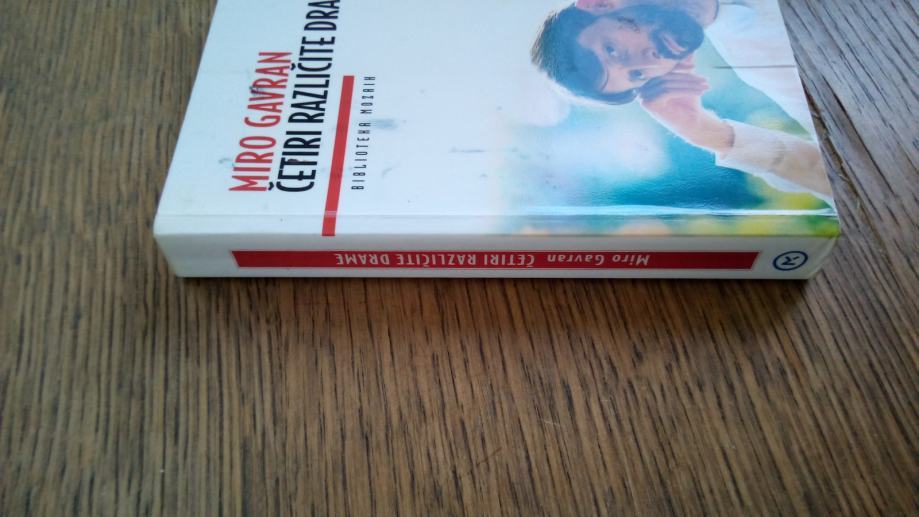 MIRO GAVRAN
ČETIRI RAZLIČITE DRA
BIBLIOTEKA MOZAIK
Miro Gavran ČETIRI RAZLIČITE DRAME